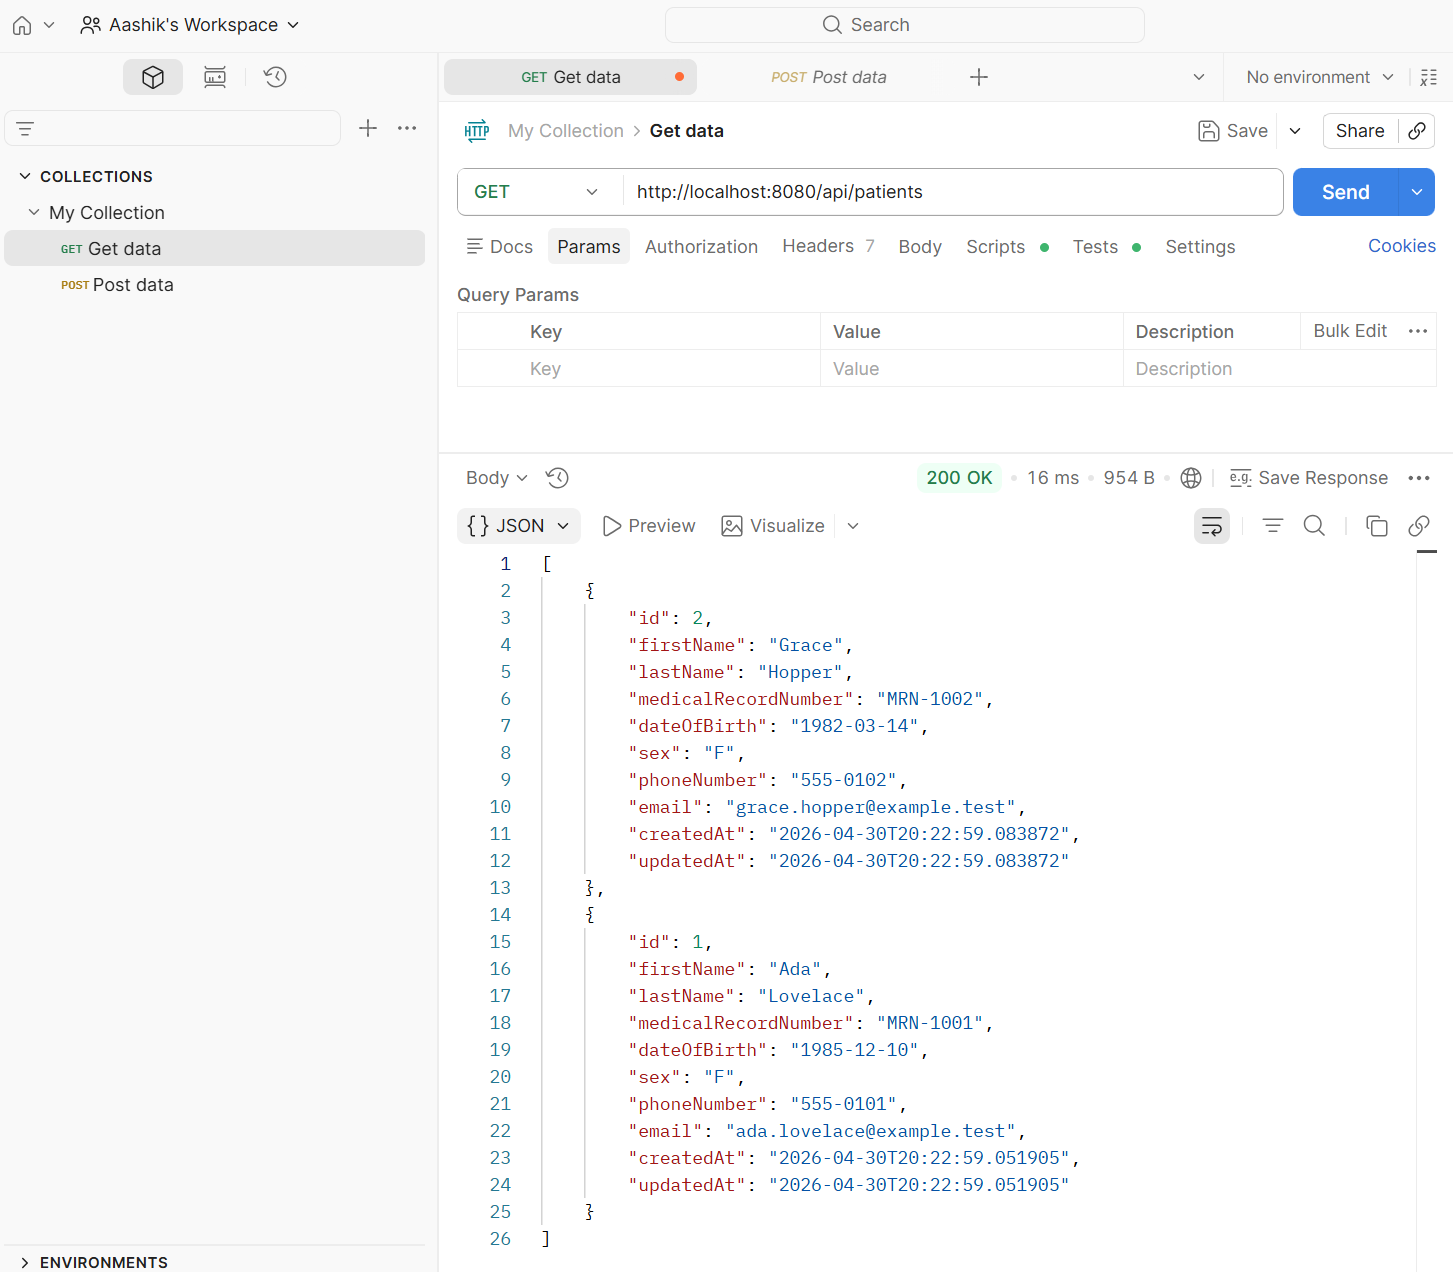 Aashik's Workspace
Search
GET Get data
POST Post data
No environment
HTTP My Collection > Get data
Save
Share
COLLECTIONS
My Collection
GET Get data
POST Post data
GET http://localhost:8080/api/patients
Send
Docs Params Authorization Headers 7 Body Scripts Tests Settings Cookies
Query Params
Key Value Description Bulk Edit
Key Value Description
Body 200 OK 16 ms 954 B e.g. Save Response
{} JSON Preview Visualize
1 [
2 {
3 "id": 2,
4 "firstName": "Grace",
5 "lastName": "Hopper",
6 "medicalRecordNumber": "MRN-1002",
7 "dateOfBirth": "1982-03-14",
8 "sex": "F",
9 "phoneNumber": "555-0102",
10 "email": "grace.hopper@example.test",
11 "createdAt": "2026-04-30T20:22:59.083872",
12 "updatedAt": "2026-04-30T20:22:59.083872"
13 },
14 {
15 "id": 1,
16 "firstName": "Ada",
17 "lastName": "Lovelace",
18 "medicalRecordNumber": "MRN-1001",
19 "dateOfBirth": "1985-12-10",
20 "sex": "F",
21 "phoneNumber": "555-0101",
22 "email": "ada.lovelace@example.test",
23 "createdAt": "2026-04-30T20:22:59.051905",
24 "updatedAt": "2026-04-30T20:22:59.051905"
25 }
26 ]
ENVIRONMENTS